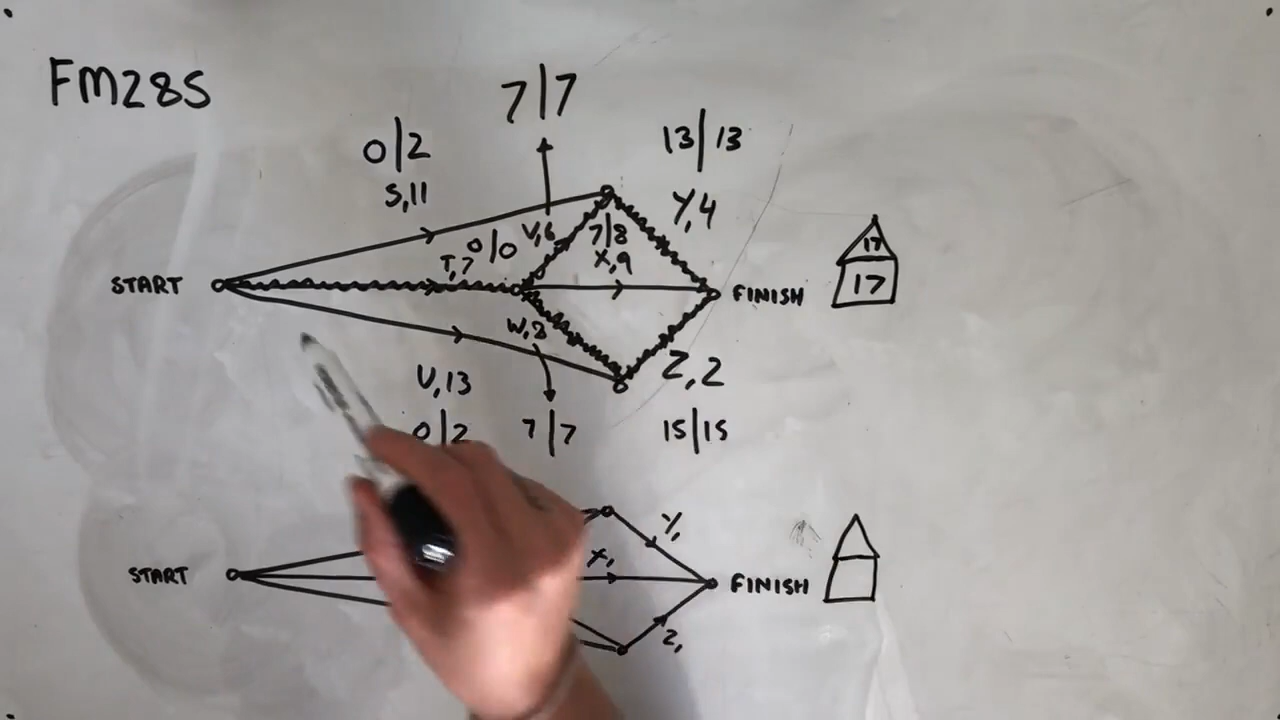 FM28S
7|7
0|2
13|13
S,11
Y,4
V,6
7|8
0|0
X,9
T,7
17
START
17
FINISH
W,8
Z,2
U,13
0|2
7|7
15|15
Y,
X,
START
FINISH
Z,